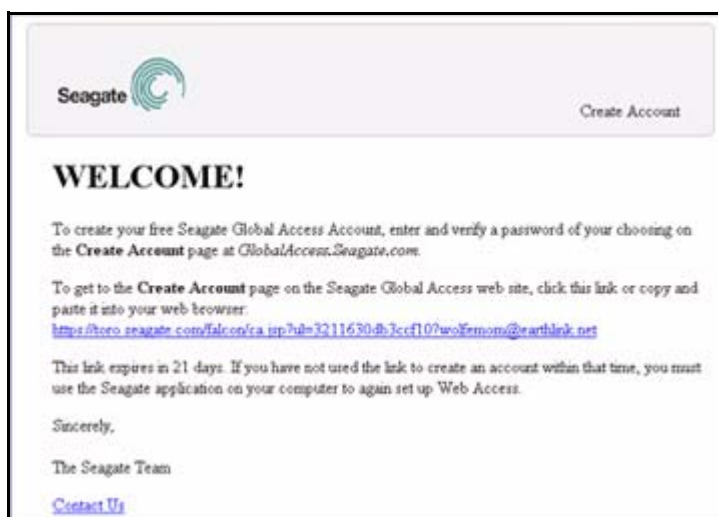 Seagate
Create Account
WELCOME!
To create your free Seagate Global Access Account, enter and verify a password of your choosing on
the Create Account page at GlobalAccess.Seagate.com.
To get to the Create Account page on the Seagate Global Access web site, click this link or copy and
paste it into your web browser:
https://toro.seagate.com/falcon/ca.jsp?ul=3211630db3ccf10?wolfemom@earthlink.net
This link expires in 21 days. If you have not used the link to create an account within that time, you must
use the Seagate application on your computer to again set up Web Access.
Sincerely,
The Seagate Team
Contact Us